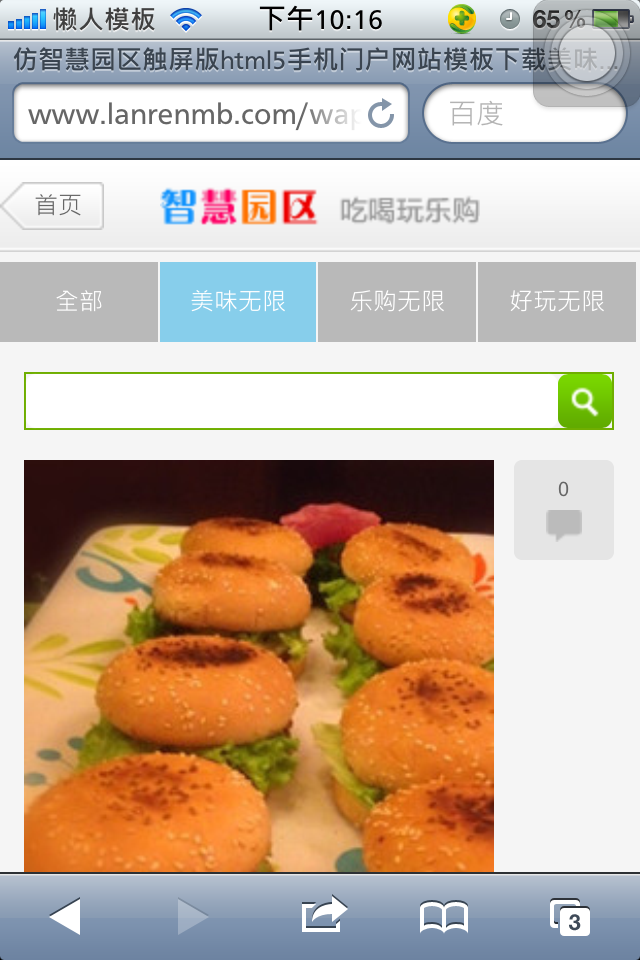 懒人模板 下午10:16 65%
仿智慧园区触屏版html5手机门户网站模板下载美味...
www.lanrenmb.com/wap 百度
首页 智慧园区 吃喝玩乐购
全部 美味无限 乐购无限 好玩无限
0
3